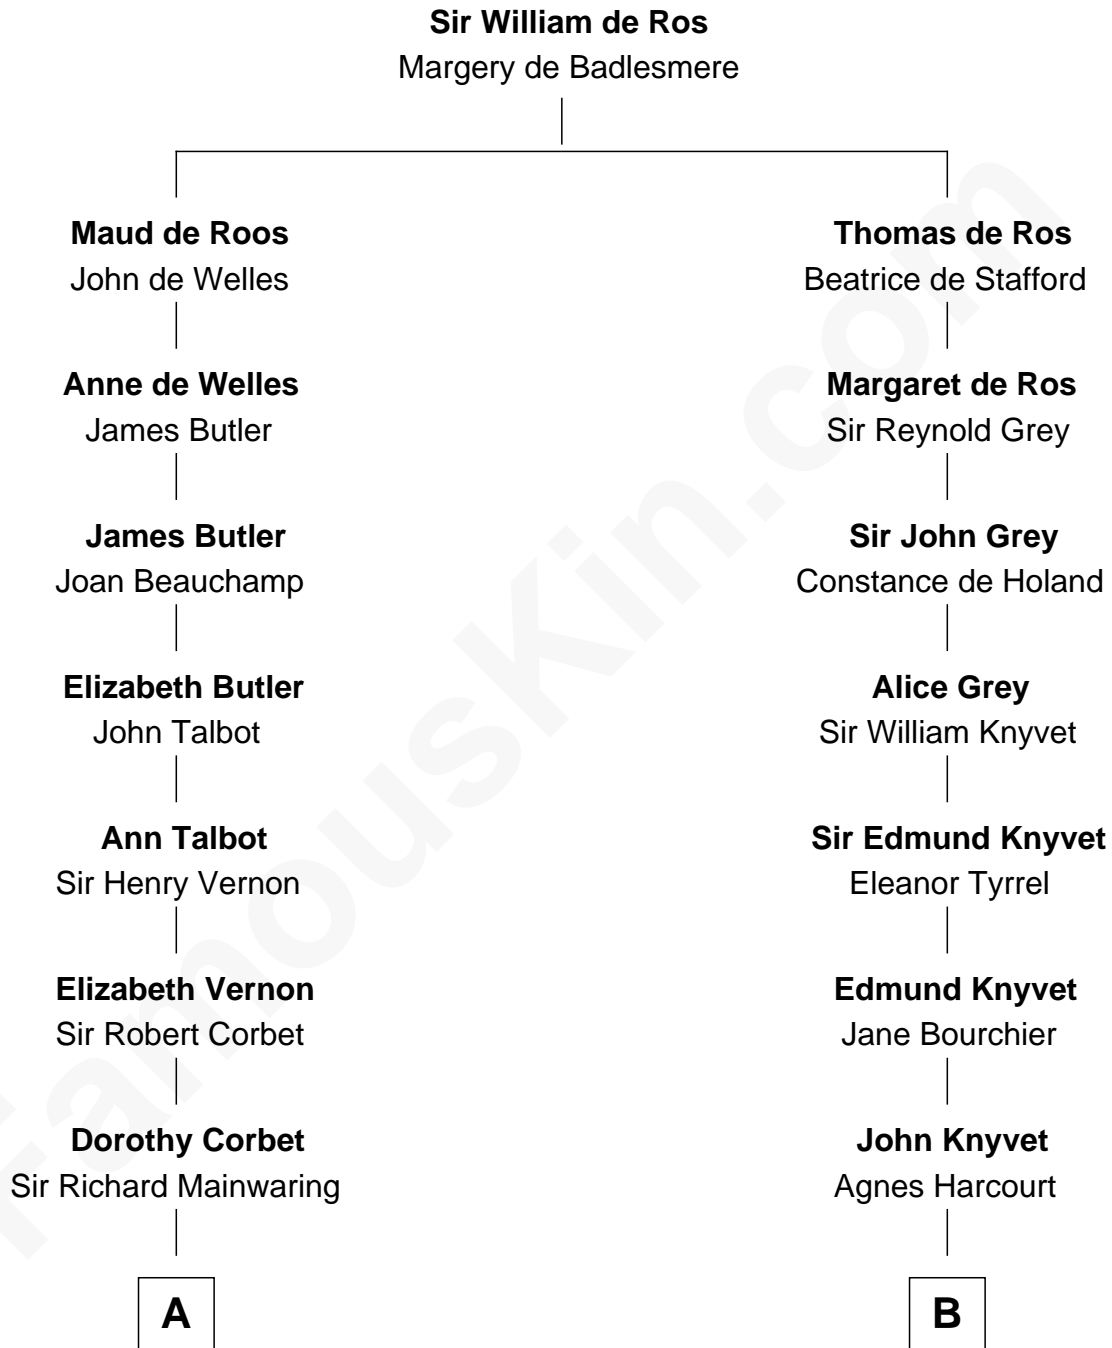 Sir William de Ros
Margery de Badlesmere
Maud de Roos
John de Welles
Thomas de Ros
Beatrice de Stafford
Anne de Welles
James Butler
Margaret de Ros
Sir Reynold Grey
James Butler
Joan Beauchamp
Sir John Grey
Constance de Holand
Elizabeth Butler
John Talbot
Alice Grey
Sir William Knyvet
Ann Talbot
Sir Henry Vernon
Sir Edmund Knyvet
Eleanor Tyrrel
Elizabeth Vernon
Sir Robert Corbet
Edmund Knyvet
Jane Bourchier
Dorothy Corbet
Sir Richard Mainwaring
John Knyvet
Agnes Harcourt
A
B
FamousKin.com